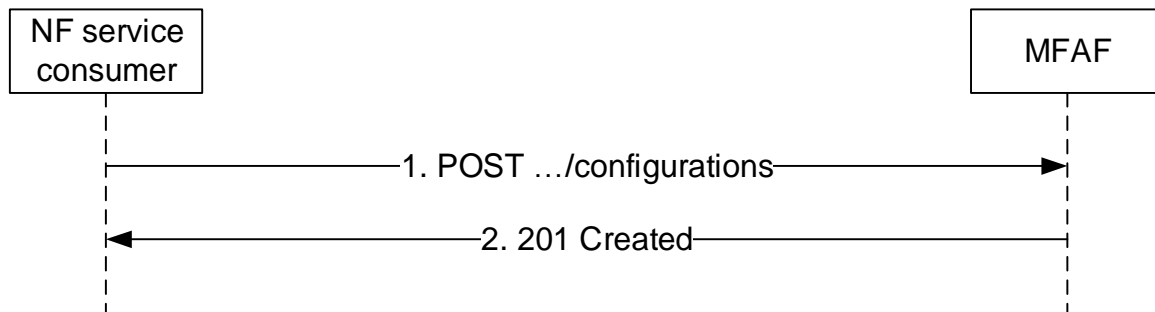 NF service
consumer
MFAF
1. POST …/configurations
2. 201 Created